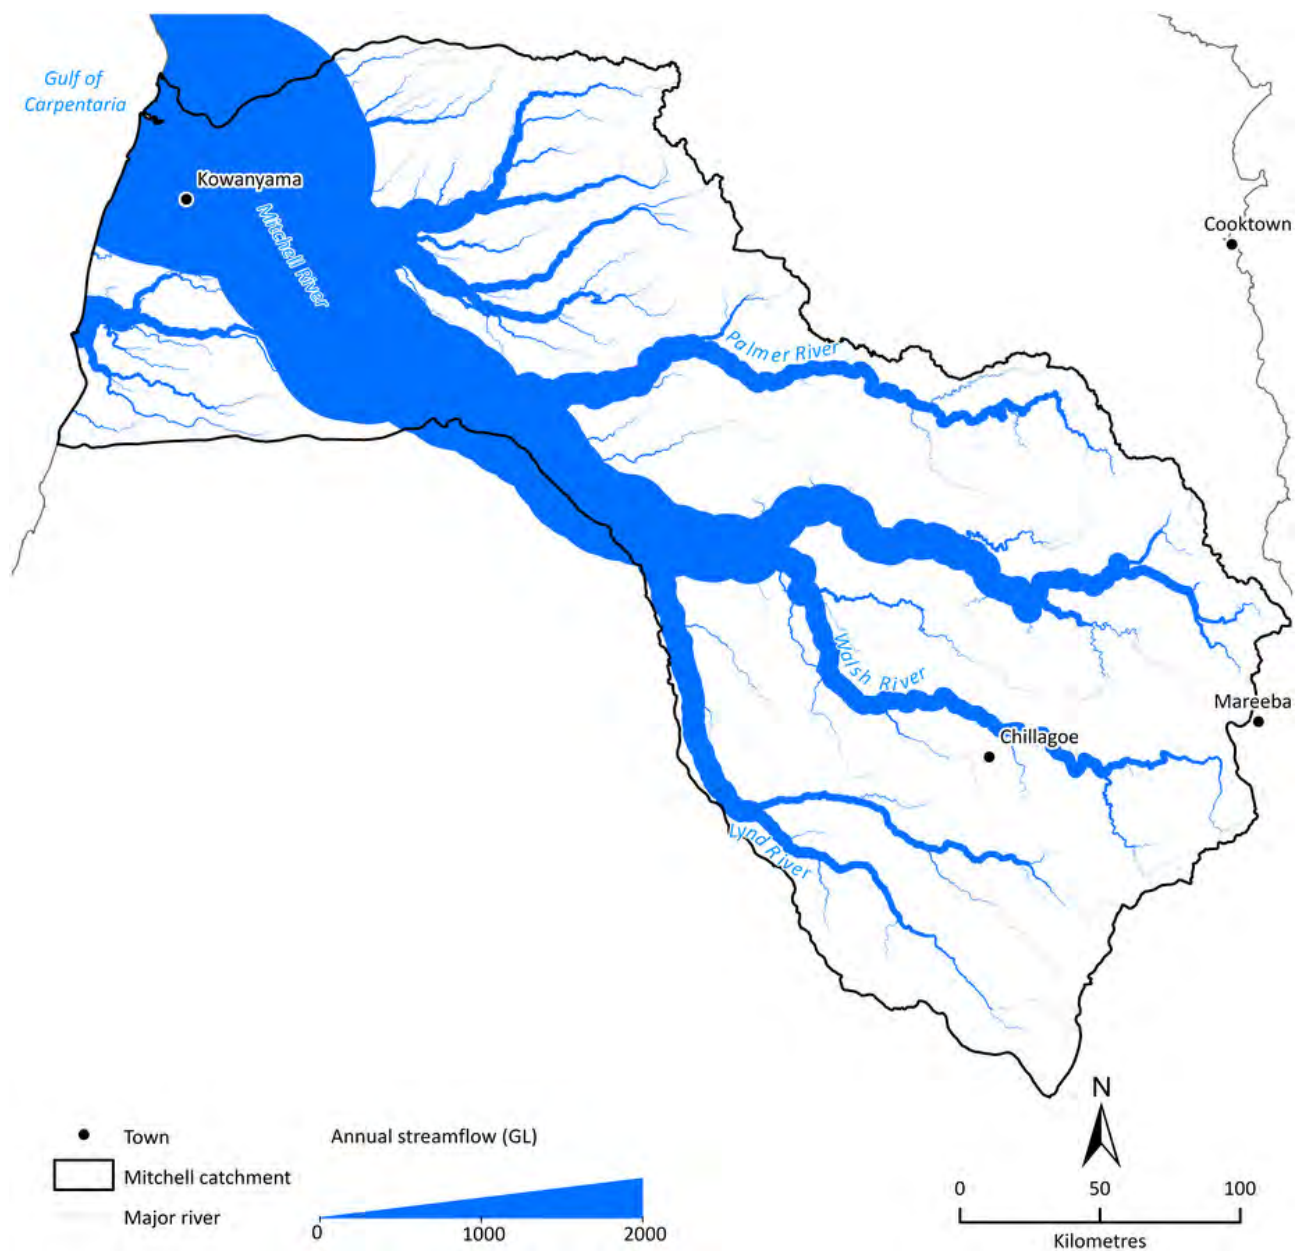 Gulf of
Carpentaria
Kowanyama
Mitchell River
Cooktown
Palmer River
Walsh River
Mareeba
Chillagoe
Lynd River
N
Town
Annual streamflow (GL)
Mitchell catchment
Major river
0
1000
2000
0
50
100
Kilometres